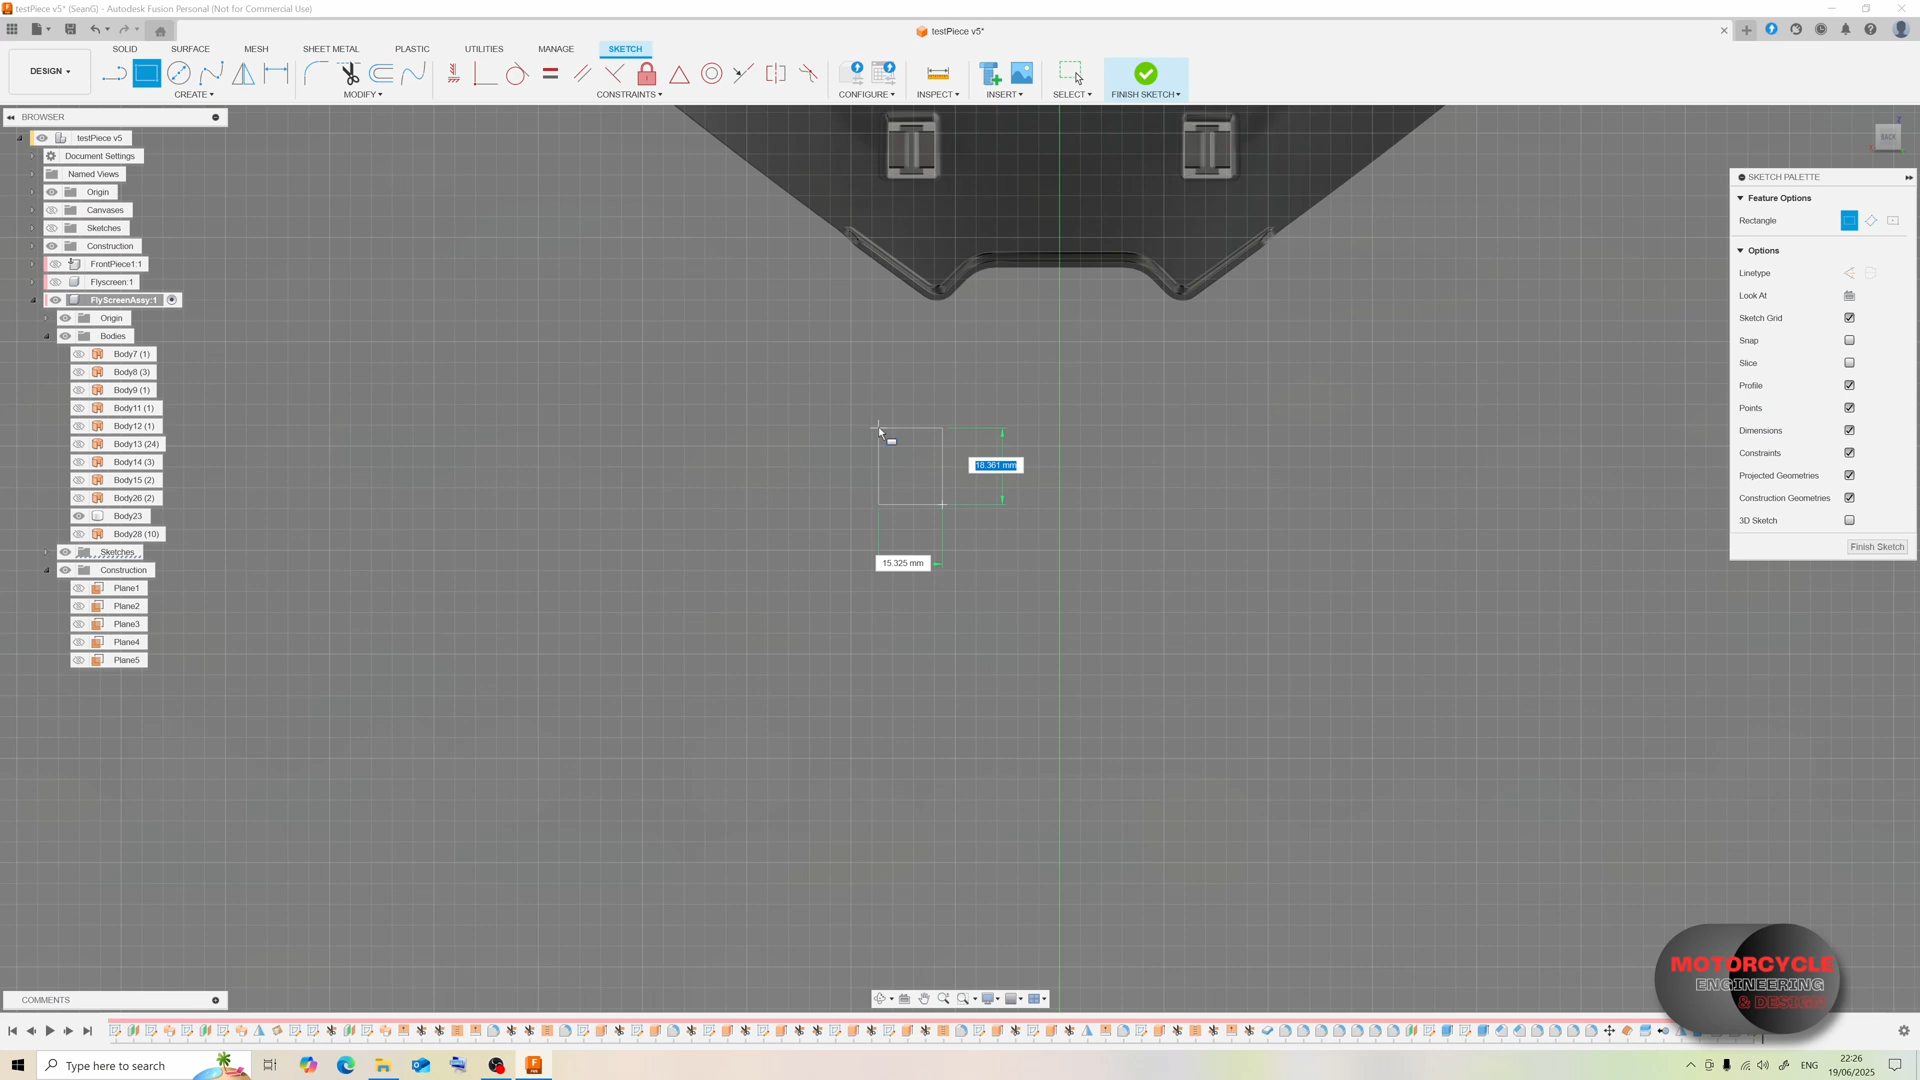 testPiece v5* (SeanG) - Autodesk Fusion Personal (Not for Commercial Use)
testPiece v5*
SOLID SURFACE MESH SHEET METAL PLASTIC UTILITIES MANAGE SKETCH
DESIGN
CREATE MODIFY CONSTRAINTS CONFIGURE INSPECT INSERT SELECT FINISH SKETCH
BROWSER
testPiece v5
Document Settings
Named Views
Origin
Canvases
Sketches
Construction
FrontPiece1:1
Flyscreen:1
FlyScreenAssy:1
Origin
Bodies
Body7 (1)
Body8 (3)
Body9 (1)
Body11 (1)
Body12 (1)
Body13 (24)
Body14 (3)
Body15 (2)
Body26 (2)
Body23
Body28 (10)
Sketches
Construction
Plane1
Plane2
Plane3
Plane4
Plane5
18.361 mm
15.325 mm
BACK
Z
SKETCH PALETTE
Feature Options
Rectangle
Options
Linetype
Look At
Sketch Grid
Snap
Slice
Profile
Points
Dimensions
Constraints
Projected Geometries
Construction Geometries
3D Sketch
Finish Sketch
MOTORCYCLE
ENGINEERING
& DESIGN
COMMENTS
Type here to search
ENG
22:26
19/06/2025